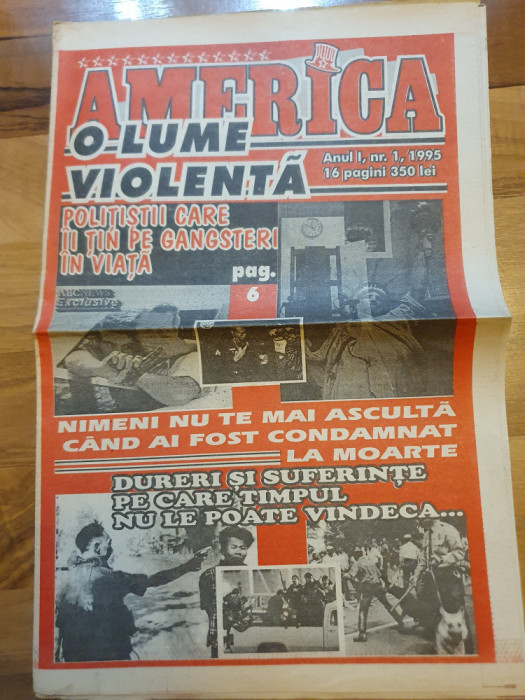 AMERICA
O LUME
VIOLENTĂ
Anul I, nr. 1, 1995
16 pagini 350 lei
POLIȚIȘTII CARE
ÎI ȚIN PE GANGSTERI
ÎN VIAȚĂ
pag.
6
ABCNEWS
Exclusive
NIMENI NU TE MAI ASCULTĂ
CÂND AI FOST CONDAMNAT
LA MOARTE
DURERI ȘI SUFERINȚE
PE CARE TIMPUL
NU LE POATE VINDECA...